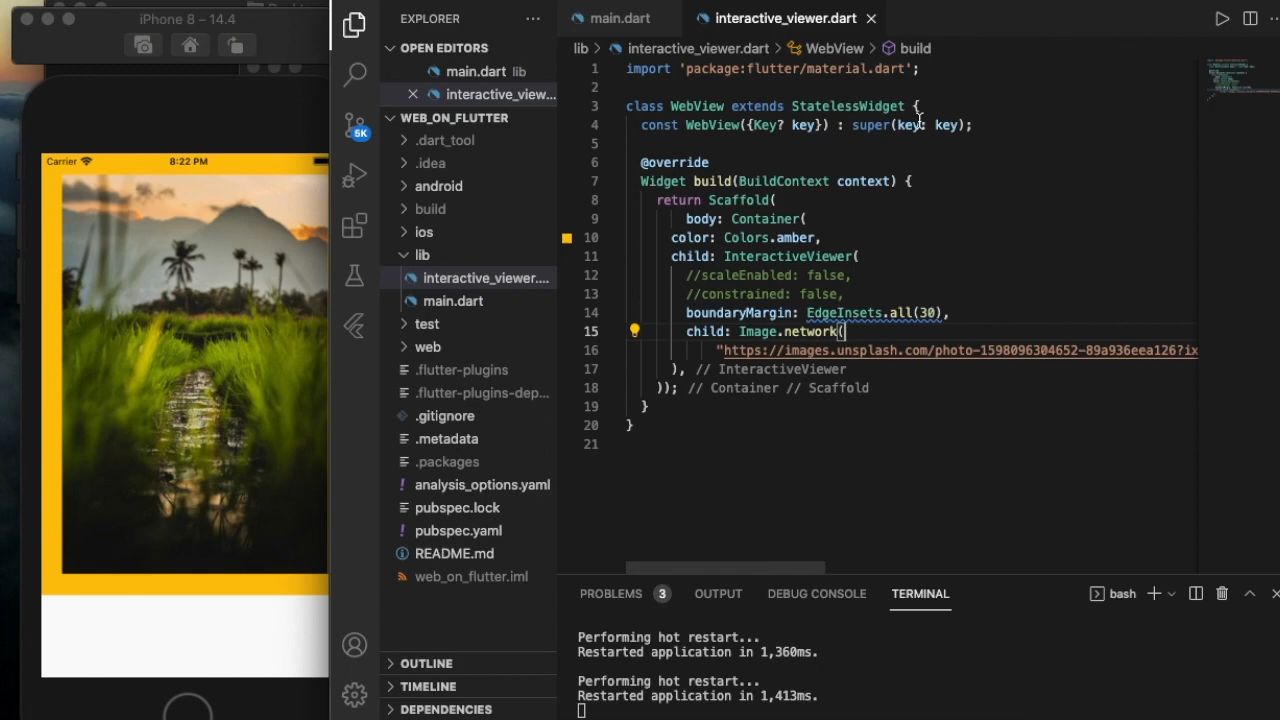 iPhone 8 – 14.4
Carrier
8:22 PM
5K
EXPLORER
OPEN EDITORS
main.dart lib
interactive_view...
WEB_ON_FLUTTER
.dart_tool
.idea
android
build
ios
lib
interactive_viewer....
main.dart
test
web
.flutter-plugins
.flutter-plugins-dep...
.gitignore
.metadata
.packages
analysis_options.yaml
pubspec.lock
pubspec.yaml
README.md
web_on_flutter.iml
OUTLINE
TIMELINE
DEPENDENCIES
main.dart
interactive_viewer.dart
lib > interactive_viewer.dart > WebView > build
1 import 'package:flutter/material.dart';
2
3 class WebView extends StatelessWidget {
4 const WebView({Key? key}) : super(key: key);
5
6 @override
7 Widget build(BuildContext context) {
8 return Scaffold(
9 body: Container(
10 color: Colors.amber,
11 child: InteractiveViewer(
12 //scaleEnabled: false,
13 //constrained: false,
14 boundaryMargin: EdgeInsets.all(30),
15 child: Image.network(
16 "https://images.unsplash.com/photo-1598096304652-89a936eea126?ix
17 ), // InteractiveViewer
18 )); // Container // Scaffold
19 }
20 }
21
PROBLEMS 3 OUTPUT DEBUG CONSOLE TERMINAL
bash
Performing hot restart...
Restarted application in 1,360ms.
Performing hot restart...
Restarted application in 1,413ms.